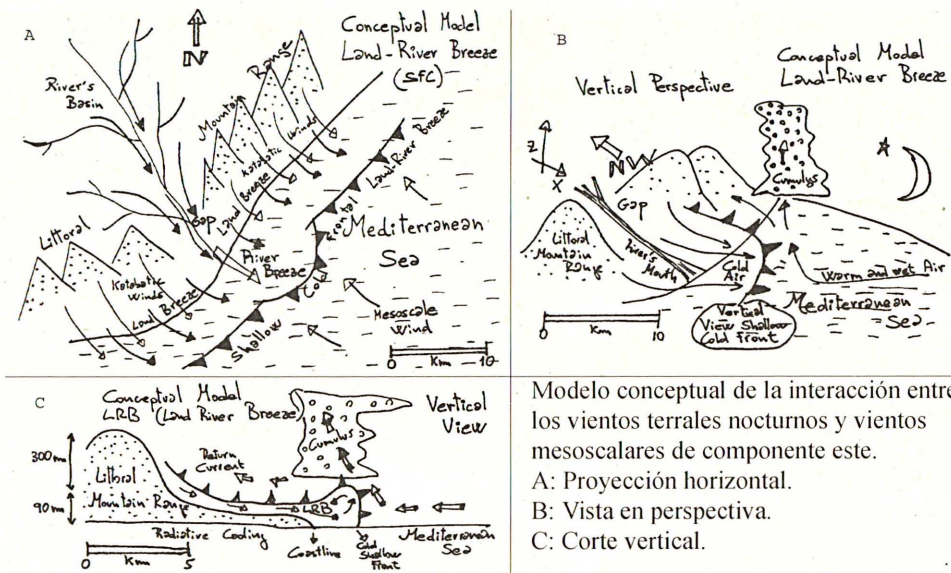 A
N
Conceptual Model
Land-River Breeze
(SFC)
River's
Basin
Mountain
Range
Katabatic
Winds
Land Breeze
Gap
Littoral
Katabatic
Winds
Land Breeze
River
Breeze
Shallow Cold Frontal Land-River Breeze
Mediterranean
Sea
Mesoscale
Wind
0 Km 10
B
Conceptual Model
Land-River Breeze
Vertical Perspective
Z
X
NW
Cumulus
Gap
Littoral
Mountain
Range
River's Mouth
Cold
Air
Warm and wet Air
Mediterranean
Sea
Vertical
View Shallow
Cold Front
0 Km 10
C
Conceptual Model
LRB (Land River Breeze)
Vertical
View
Cumulus
Return
Current
300 m
90 m
Littoral
Mountain Range
LRB
Radiative Cooling
Coastline
Cold
Shallow
Front
Mediterranean
Sea
0 Km 5
Modelo conceptual de la interacción entre
los vientos terrales nocturnos y vientos
mesoscalares de componente este.
A: Proyección horizontal.
B: Vista en perspectiva.
C: Corte vertical.